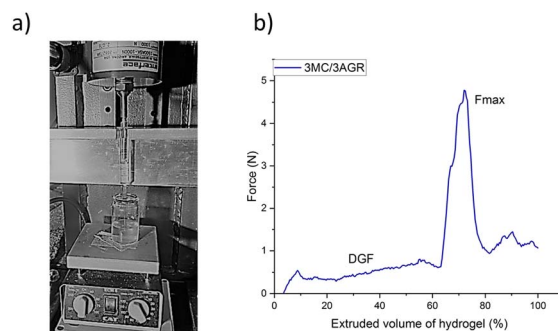 a)
b)
interface
3MC/3AGR
Fmax
DGF
Force (N)
5
4
3
2
1
0
0
20
40
60
80
100
Extruded volume of hydrogel (%)